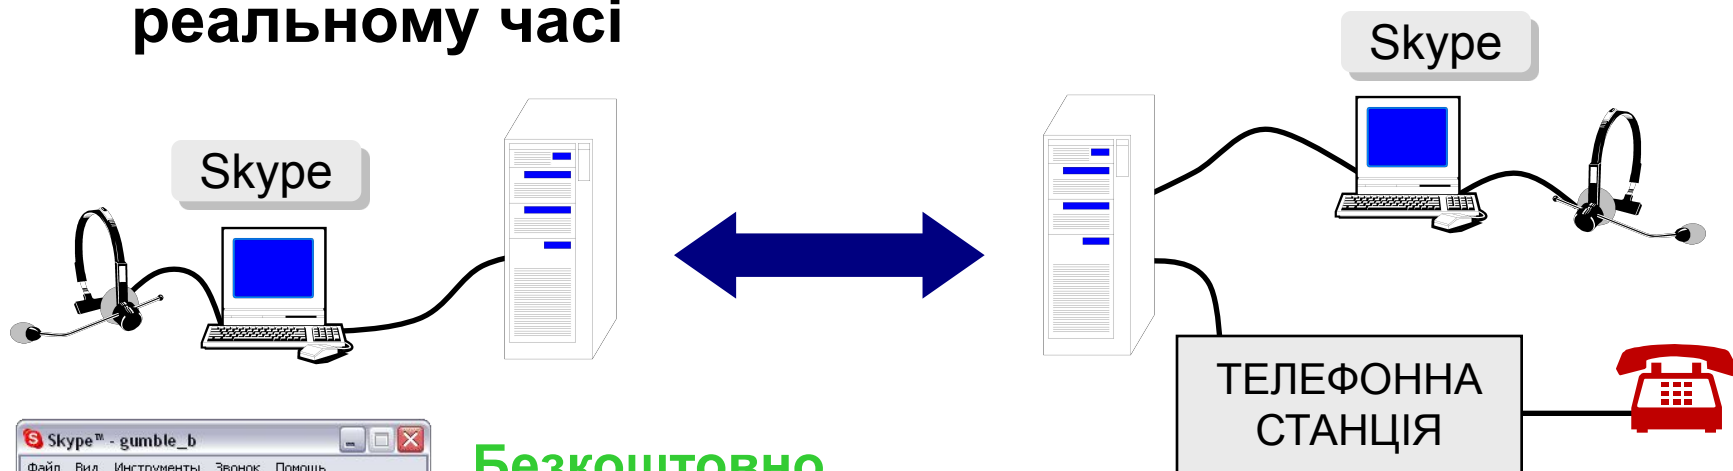 реальному часі
Skype
Skype
ТЕЛЕФОННА
СТАНЦІЯ
Skype™ - gumble_b
Файл Вид Инструменты Звонок Помощь
Безкоштовно